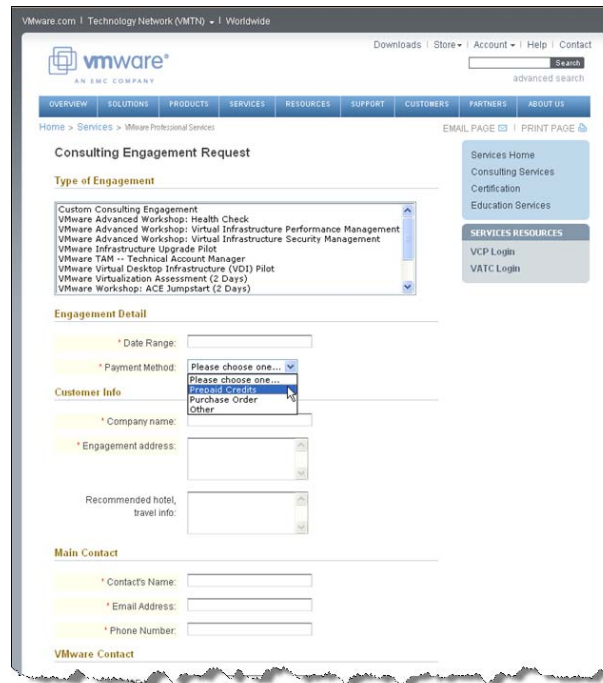 VMware.com | Technology Network (VMTN) | Worldwide
Downloads | Store | Account | Help | Contact
vmware®
AN EMC COMPANY
Search
advanced search
OVERVIEW SOLUTIONS PRODUCTS SERVICES RESOURCES SUPPORT CUSTOMERS PARTNERS ABOUT US
Home > Services > VMware Professional Services
EMAIL PAGE | PRINT PAGE
Consulting Engagement Request
Type of Engagement
Custom Consulting Engagement
VMware Advanced Workshop: Health Check
VMware Advanced Workshop: Virtual Infrastructure Performance Management
VMware Advanced Workshop: Virtual Infrastructure Security Management
VMware Infrastructure Upgrade Pilot
VMware TAM -- Technical Account Manager
VMware Virtual Desktop Infrastructure (VDI) Pilot
VMware Virtualization Assessment (2 Days)
VMware Workshop: ACE Jumpstart (2 Days)
Services Home
Consulting Services
Certification
Education Services
SERVICES RESOURCES
VCP Login
VATC Login
Engagement Detail
* Date Range:
* Payment Method: Please choose one...
Please choose one...
Prepaid Credits
Purchase Order
Other
Customer Info
* Company name:
* Engagement address:
Recommended hotel,
travel info:
Main Contact
* Contact's Name:
* Email Address:
* Phone Number:
VMware Contact